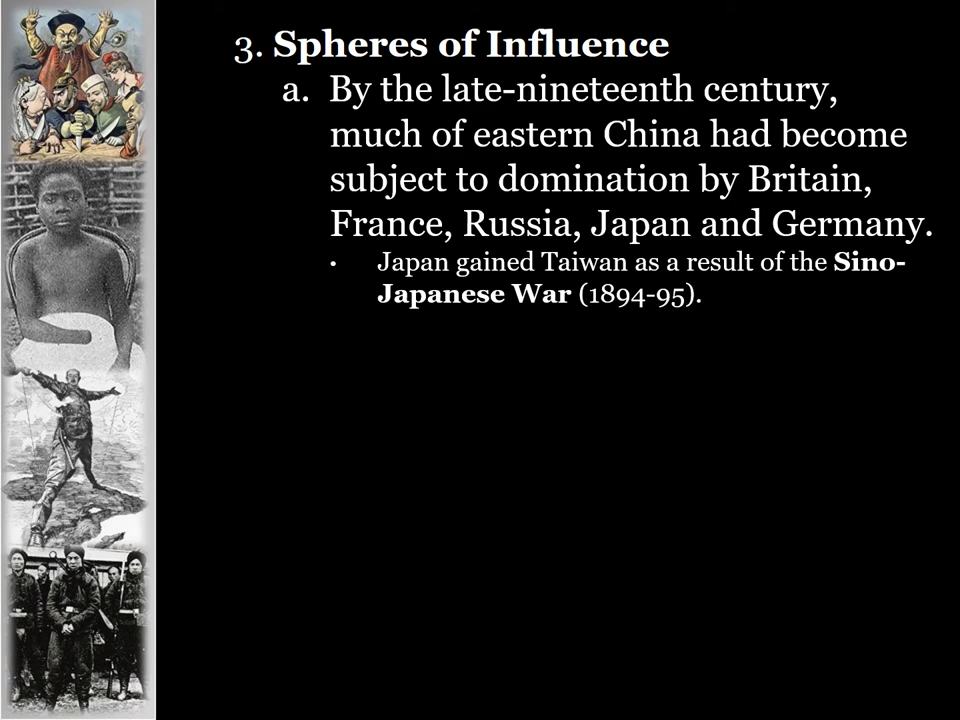 3. Spheres of Influence
a. By the late-nineteenth century,
much of eastern China had become
subject to domination by Britain,
France, Russia, Japan and Germany.
• Japan gained Taiwan as a result of the Sino-
Japanese War (1894-95).